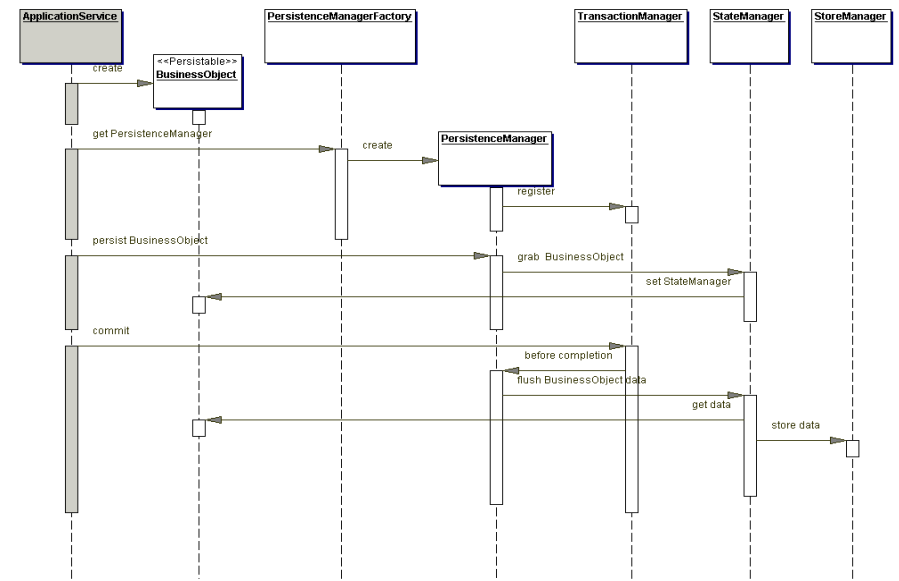 ApplicationService
PersistenceManagerFactory
TransactionManager
StateManager
StoreManager
create
<<Persistable>>
BusinessObject
get PersistenceManager
create
PersistenceManager
register
persist BusinessObject
grab BusinessObject
set StateManager
commit
before completion
flush BusinessObject data
get data
store data